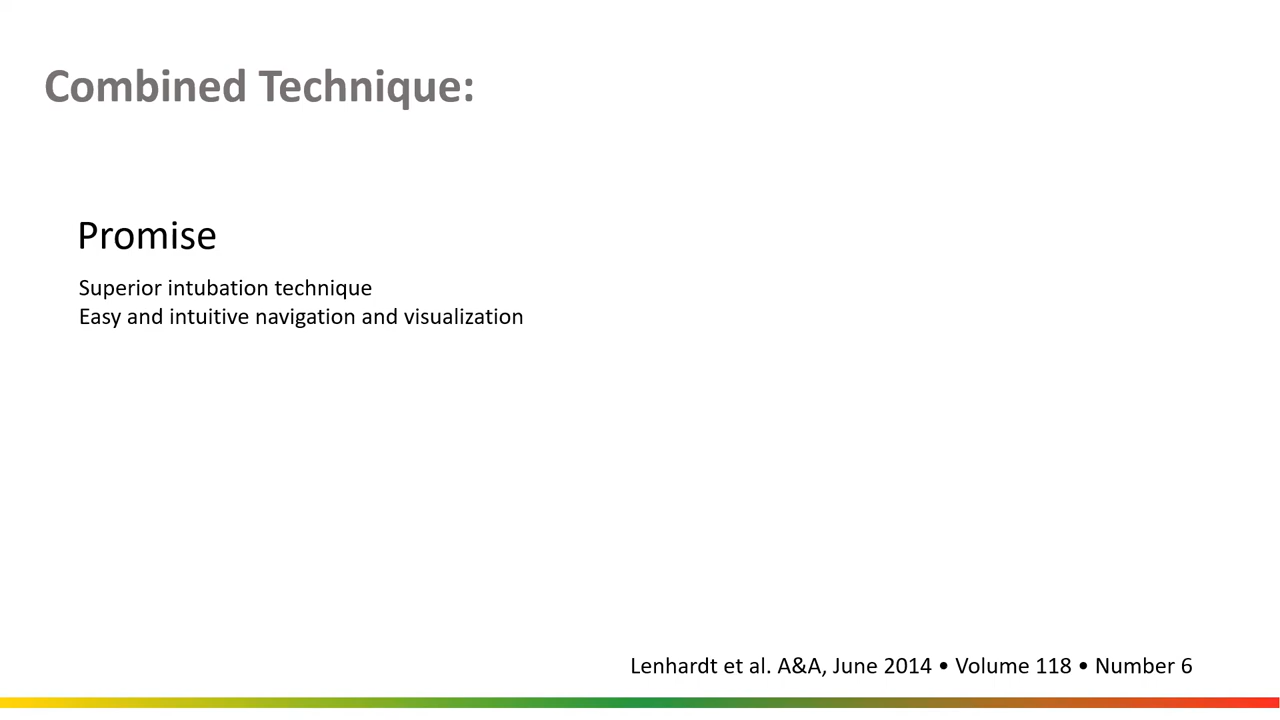 Combined Technique:
Promise
Superior intubation technique
Easy and intuitive navigation and visualization
Lenhardt et al. A&A, June 2014 • Volume 118 • Number 6